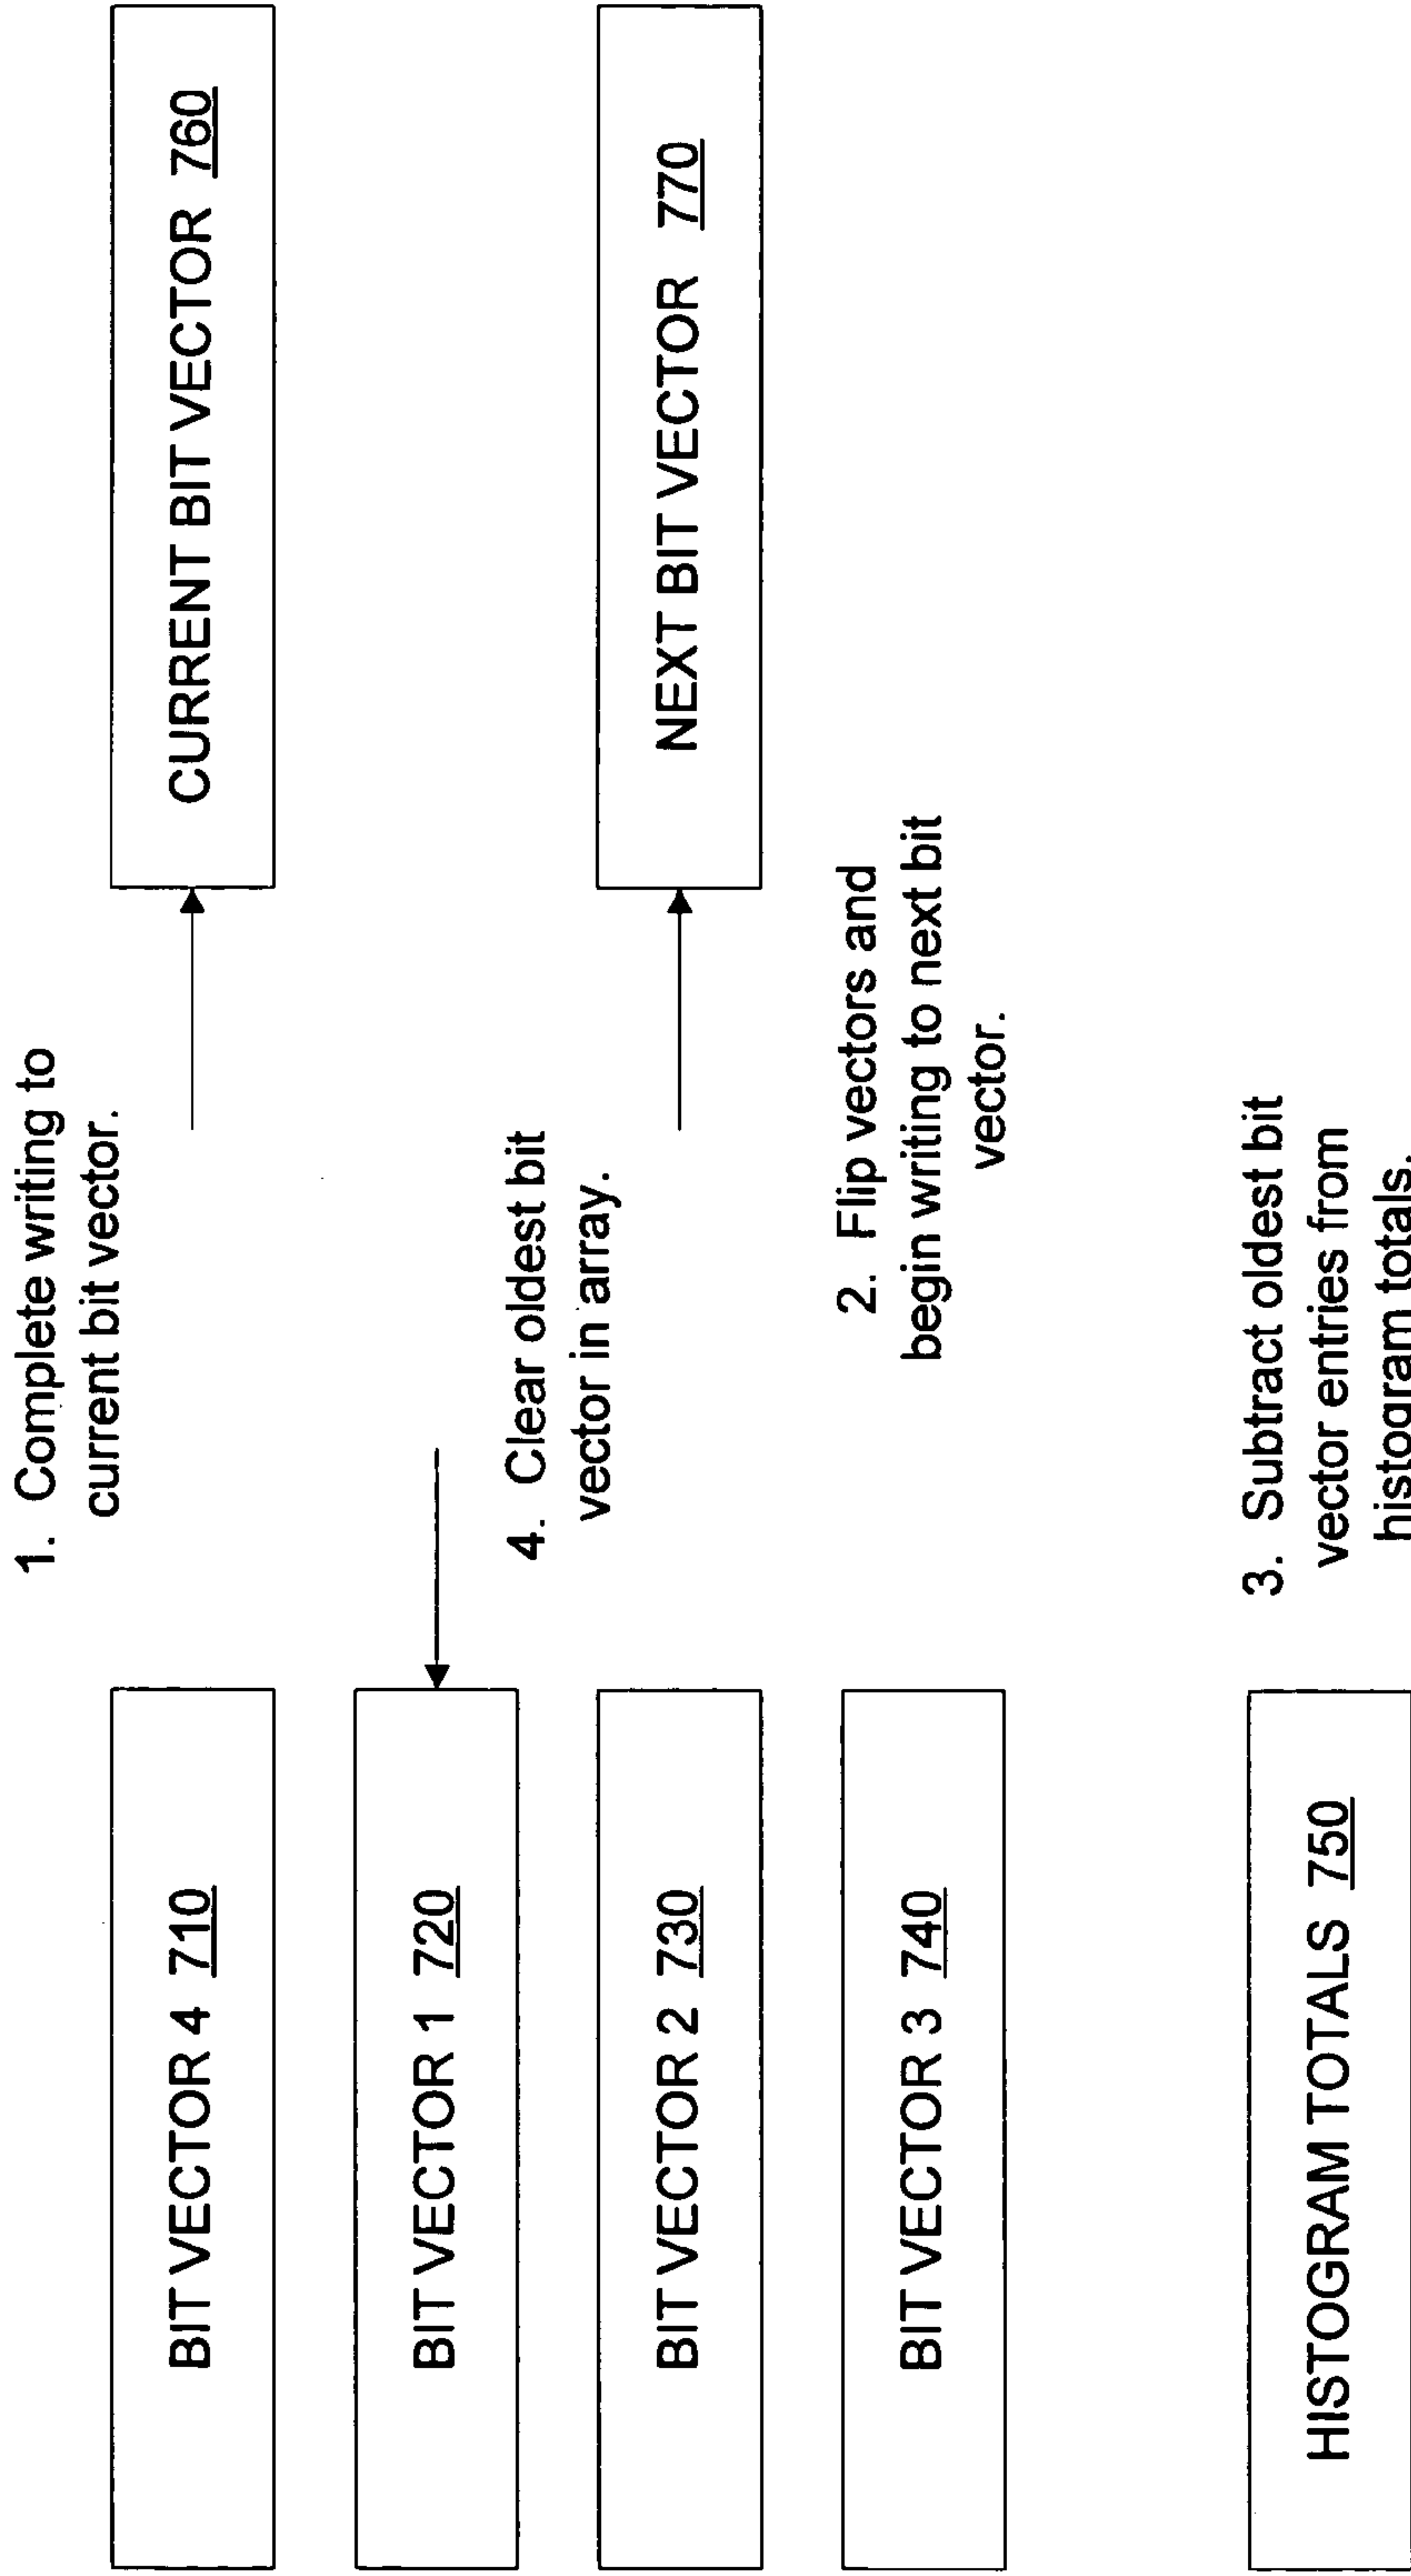 1. Complete writing to
current bit vector.
BIT VECTOR 4 710
CURRENT BIT VECTOR 760
BIT VECTOR 1 720
4. Clear oldest bit
vector in array.
BIT VECTOR 2 730
NEXT BIT VECTOR 770
BIT VECTOR 3 740
2. Flip vectors and
begin writing to next bit
vector.
HISTOGRAM TOTALS 750
3. Subtract oldest bit
vector entries from
histogram totals.